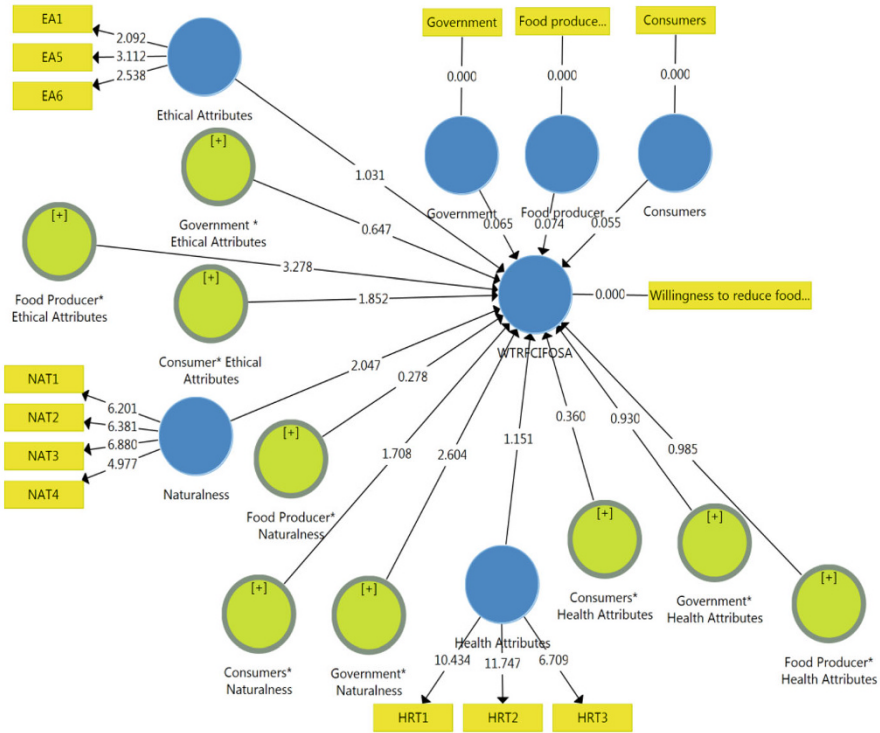 EA1
2.092
EA5
3.112
EA6
2.538
Ethical Attributes
Government
Food produce...
Consumers
0.000
0.000
0.000
[+]
Government *
Ethical Attributes
1.031
Government
Food producer
Consumers
0.065
0.074
0.055
0.647
[+]
Food Producer*
Ethical Attributes
3.278
[+]
Consumer* Ethical
Attributes
1.852
0.000
Willingness to reduce food...
WTRFCIFOSA
NAT1
6.201
NAT2
6.381
NAT3
6.880
NAT4
4.977
Naturalness
2.047
0.278
[+]
Food Producer*
Naturalness
1.708
2.604
1.151
0.360
0.930
0.985
[+]
Consumers*
Naturalness
[+]
Government*
Naturalness
[+]
Consumers*
Health Attributes
[+]
Government*
Health Attributes
[+]
Food Producer*
Health Attributes
Health Attributes
10.434
11.747
6.709
HRT1
HRT2
HRT3